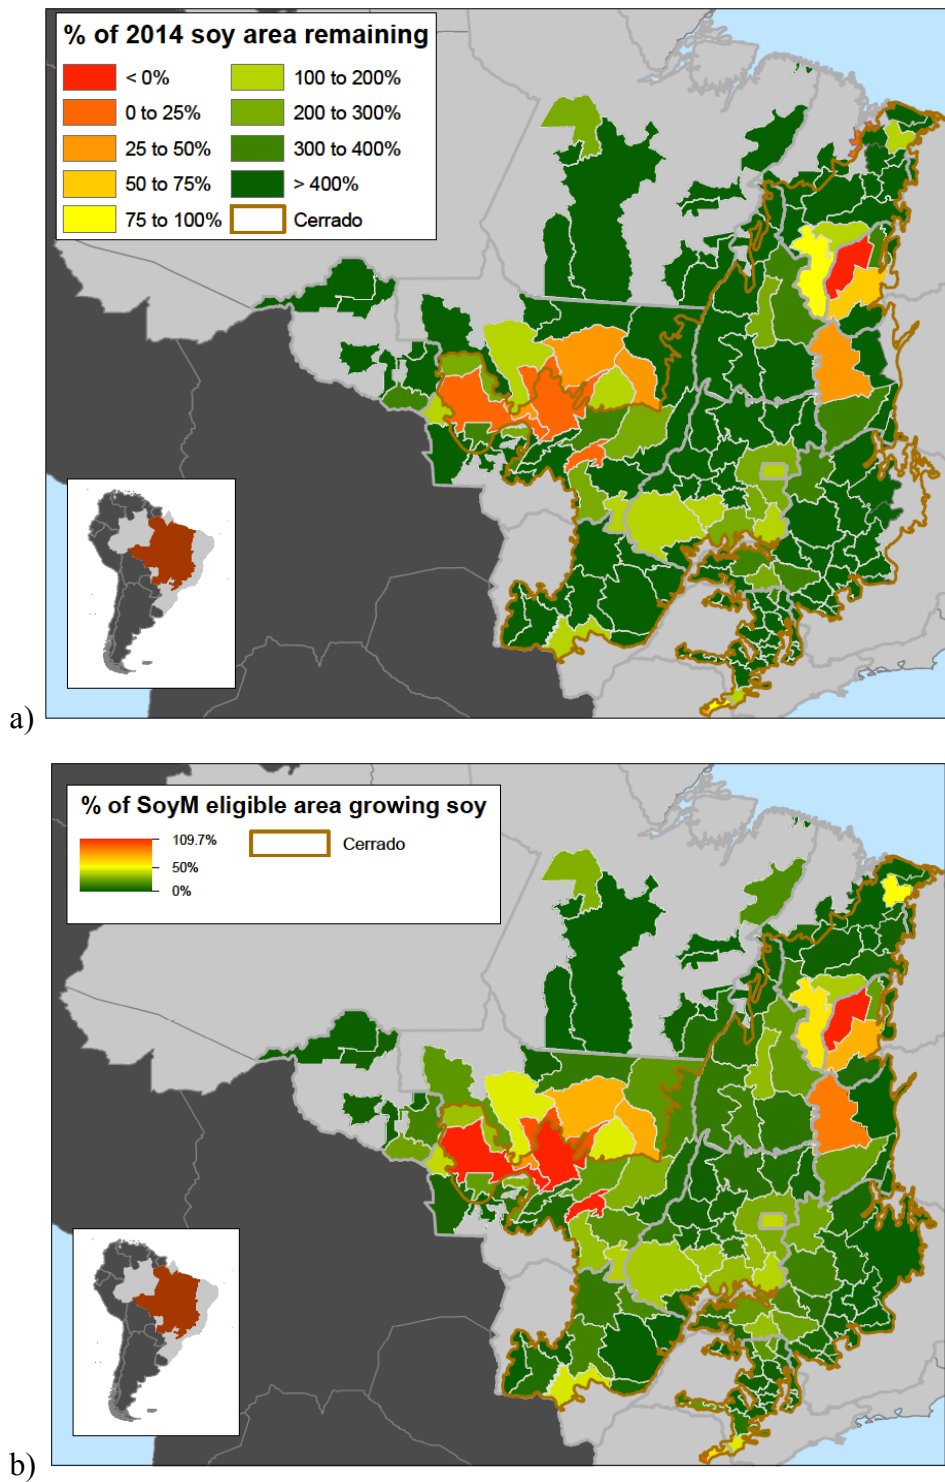 % of 2014 soy area remaining
< 0% 100 to 200%
0 to 25% 200 to 300%
25 to 50% 300 to 400%
50 to 75% > 400%
75 to 100% Cerrado
a)
% of SoyM eligible area growing soy
109.7%
50% Cerrado
0%
b)